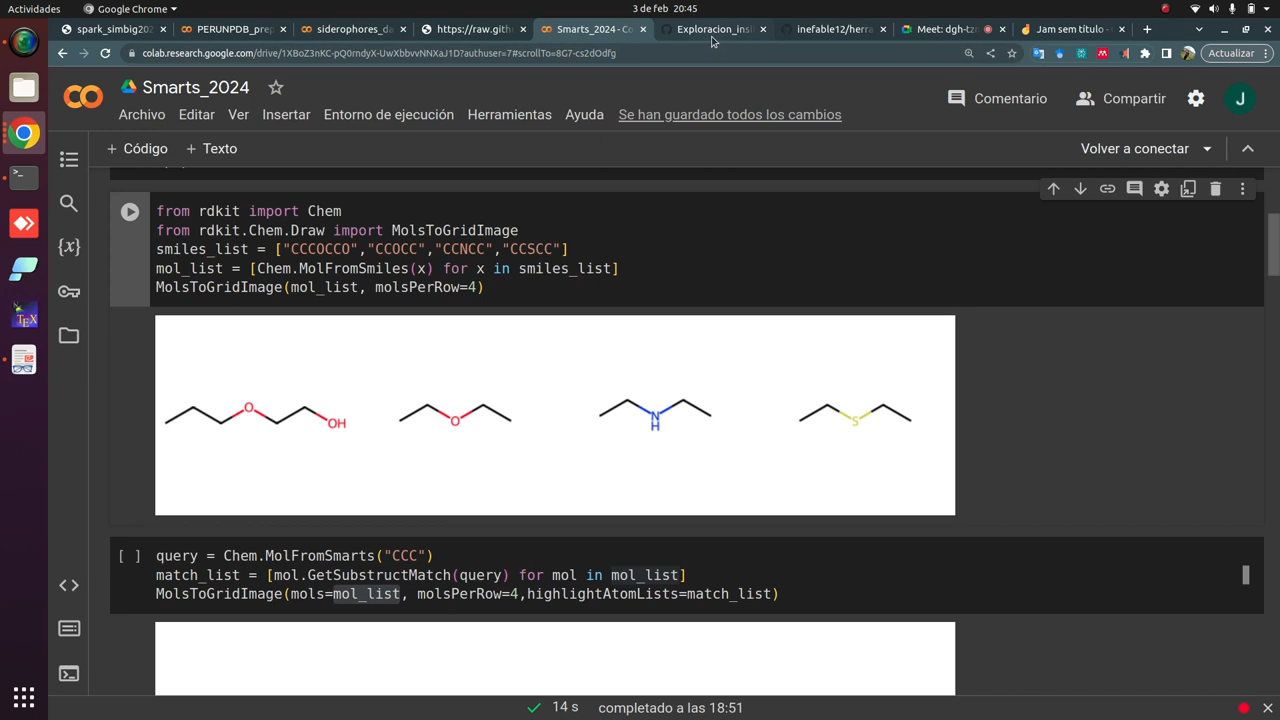 Actividades
Google Chrome
3 de feb 20:45
spark_simbig202
PERUNPDB_prep
siderophores_da
https://raw.gith
Smarts_2024 - Co
Exploracion_insi
inefable12/herra
Meet: dgh-tzr
Jam sem título -
colab.research.google.com/drive/1XBoZ3nKC-pQ0rndyX-UwXbbvvNNXaJ1D?authuser=7#scrollTo=8G7-cs2dOdfg
Actualizar
Smarts_2024
Comentario
Compartir
J
Archivo Editar Ver Insertar Entorno de ejecución Herramientas Ayuda Se han guardado todos los cambios
+ Código + Texto
Volver a conectar
from rdkit import Chem
from rdkit.Chem.Draw import MolsToGridImage
smiles_list = ["CCCOCCO","CCOCC","CCNCC","CCSCC"]
mol_list = [Chem.MolFromSmiles(x) for x in smiles_list]
MolsToGridImage(mol_list, molsPerRow=4)
O
OH
O
N
H
S
[ ] query = Chem.MolFromSmarts("CCC")
match_list = [mol.GetSubstructMatch(query) for mol in mol_list]
MolsToGridImage(mols=mol_list, molsPerRow=4,highlightAtomLists=match_list)
14 s completado a las 18:51